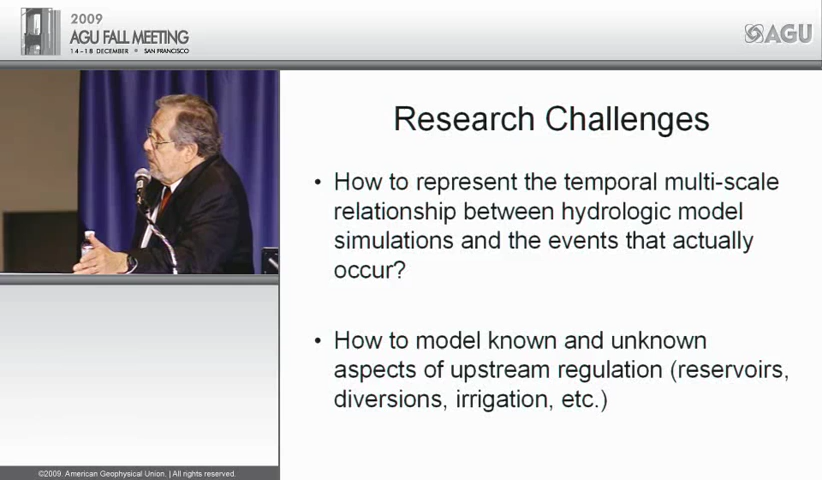 2009
AGU FALL MEETING
14-18 DECEMBER • SAN FRANCISCO
AGU
Research Challenges
• How to represent the temporal multi-scale
relationship between hydrologic model
simulations and the events that actually
occur?
• How to model known and unknown
aspects of upstream regulation (reservoirs,
diversions, irrigation, etc.)
©2009. American Geophysical Union. | All rights reserved.